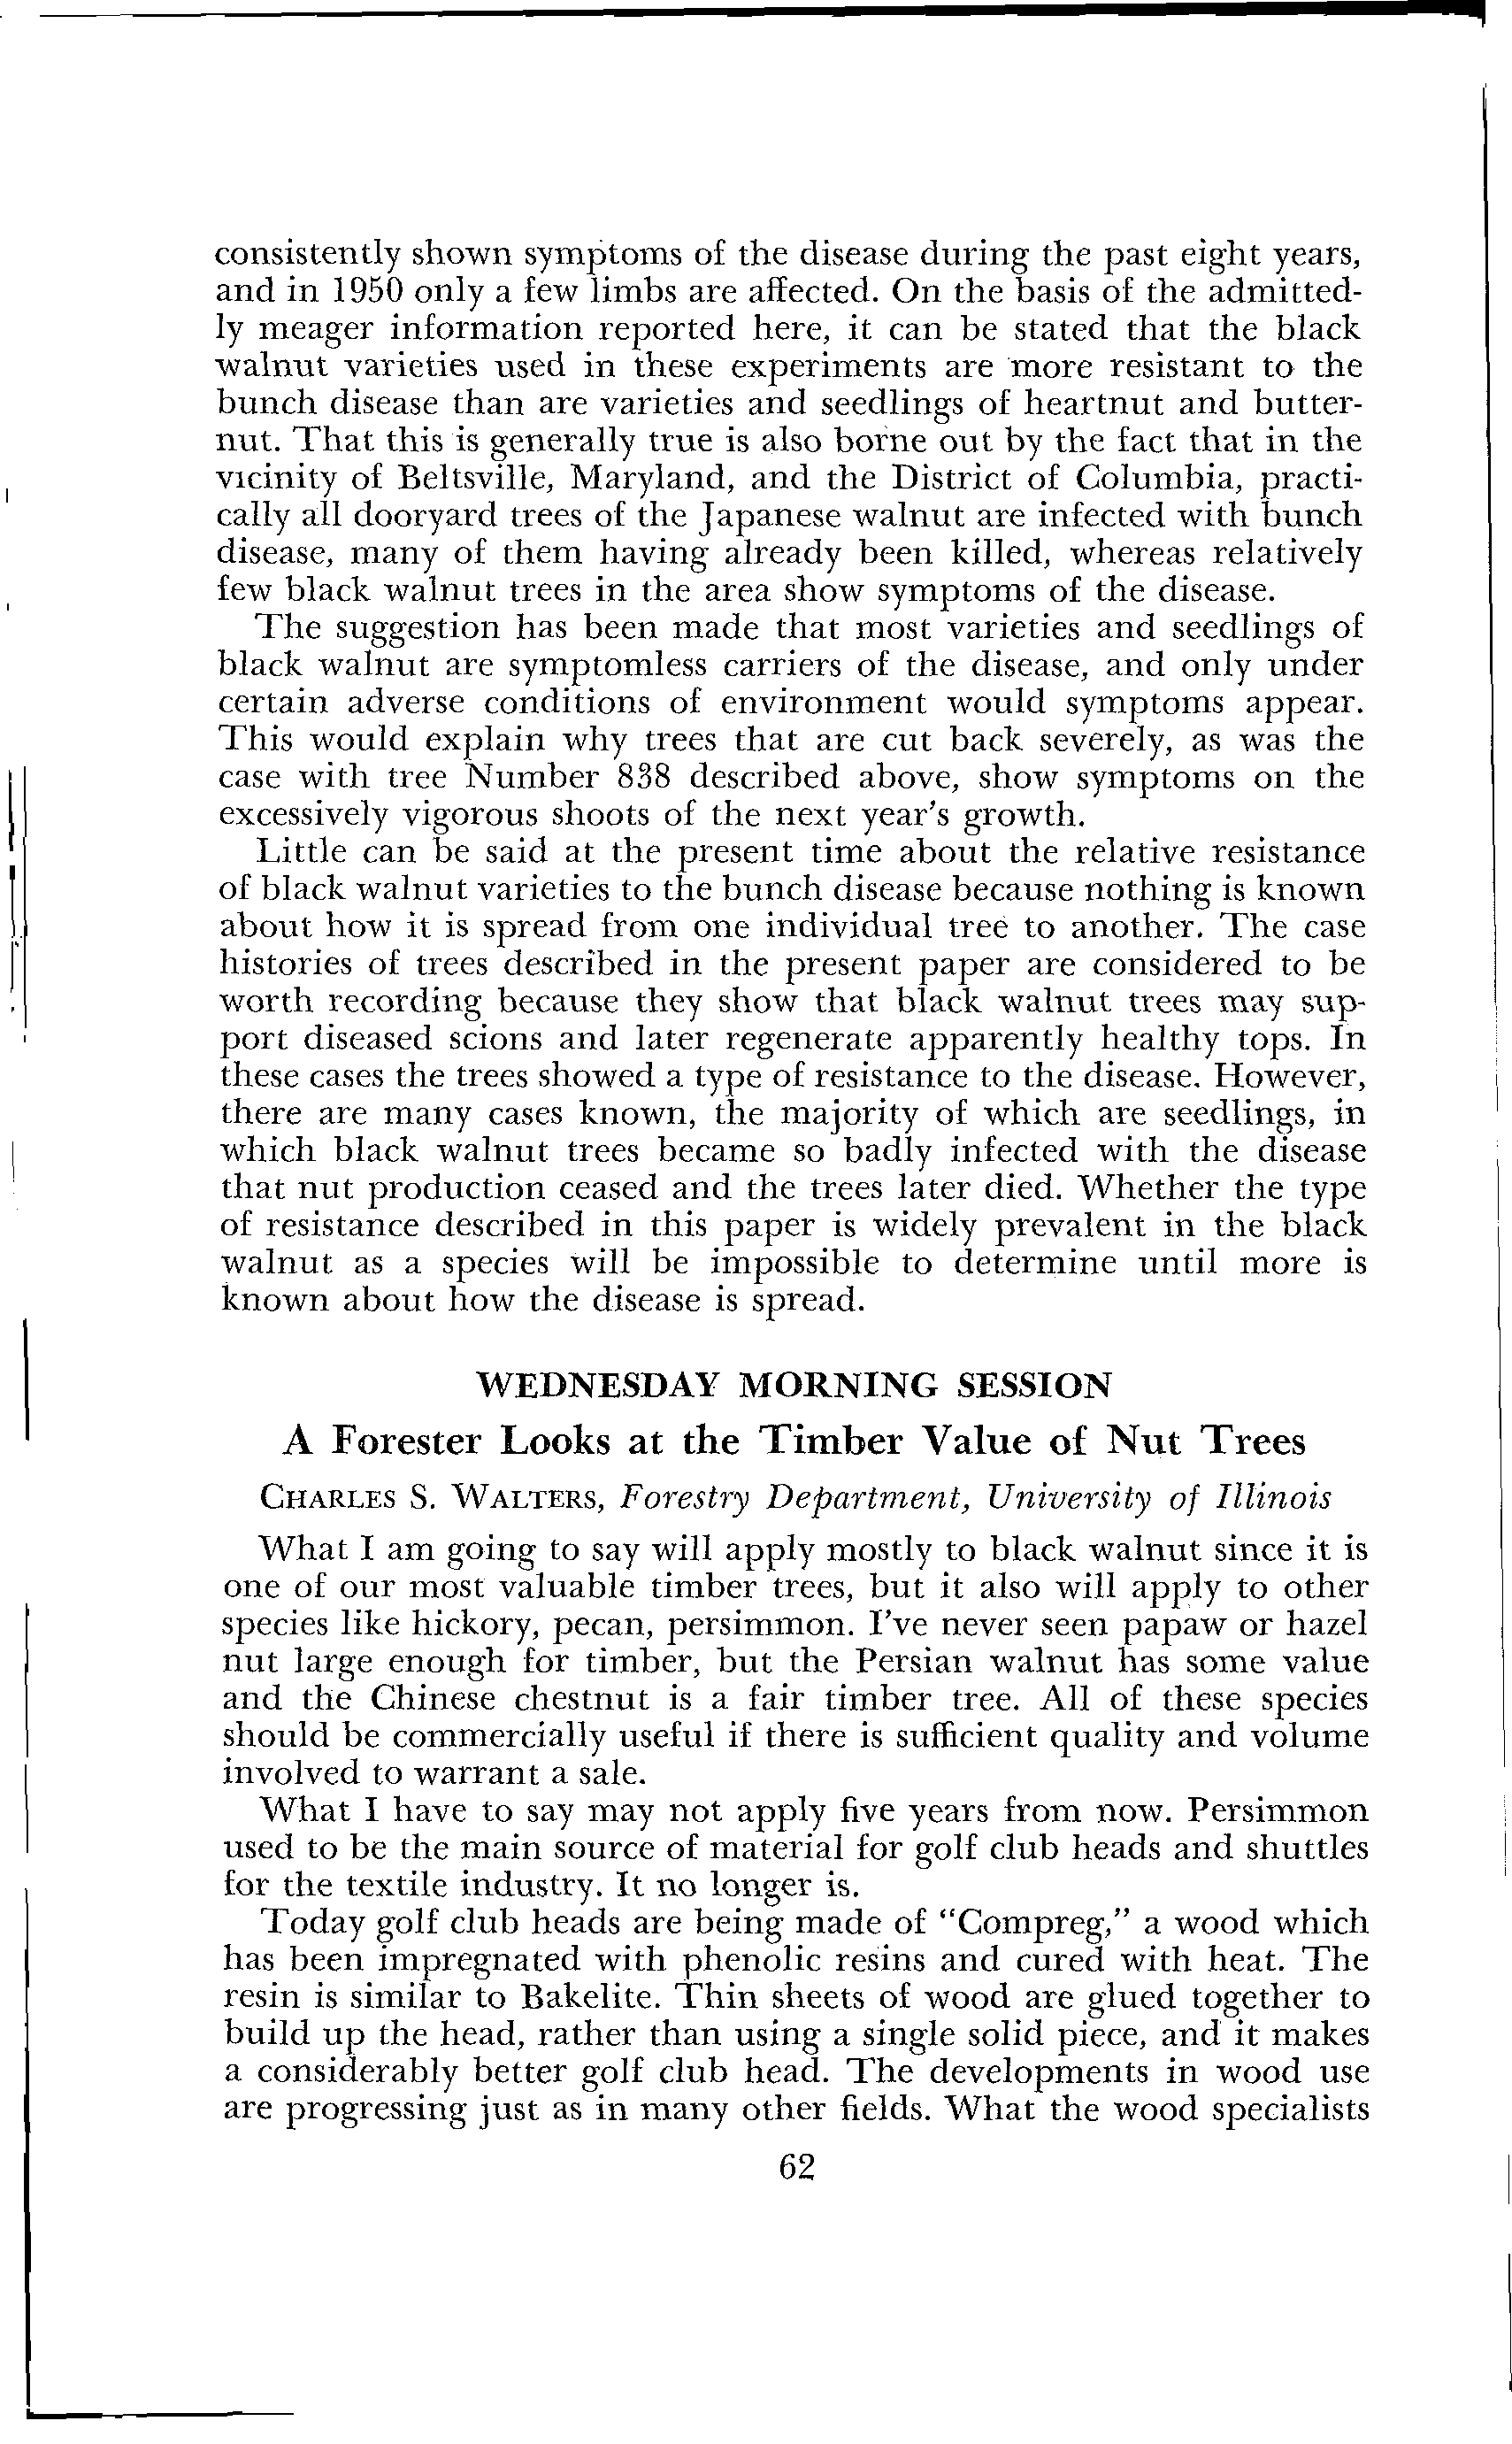 consistently shown symptoms of the disease during the past eight years,
and in 1950 only a few limbs are affected. On the basis of the admitted-
ly meager information reported here, it can be stated that the black
walnut varieties used in these experiments are more resistant to the
bunch disease than are varieties and seedlings of heartnut and butter-
nut. That this is generally true is also borne out by the fact that in the
vicinity of Beltsville, Maryland, and the District of Columbia, practi-
cally all dooryard trees of the Japanese walnut are infected with bunch
disease, many of them having already been killed, whereas relatively
few black walnut trees in the area show symptoms of the disease.
The suggestion has been made that most varieties and seedlings of
black walnut are symptomless carriers of the disease, and only under
certain adverse conditions of environment would symptoms appear.
This would explain why trees that are cut back severely, as was the
case with tree Number 838 described above, show symptoms on the
excessively vigorous shoots of the next year's growth.
Little can be said at the present time about the relative resistance
of black walnut varieties to the bunch disease because nothing is known
about how it is spread from one individual tree to another. The case
histories of trees described in the present paper are considered to be
worth recording because they show that black walnut trees may sup-
port diseased scions and later regenerate apparently healthy tops. In
these cases the trees showed a type of resistance to the disease. However,
there are many cases known, the majority of which are seedlings, in
which black walnut trees became so badly infected with the disease
that nut production ceased and the trees later died. Whether the type
of resistance described in this paper is widely prevalent in the black
walnut as a species will be impossible to determine until more is
known about how the disease is spread.
WEDNESDAY MORNING SESSION
A Forester Looks at the Timber Value of Nut Trees
CHARLES S. WALTERS, Forestry Department, University of Illinois
What I am going to say will apply mostly to black walnut since it is
one of our most valuable timber trees, but it also will apply to other
species like hickory, pecan, persimmon. I've never seen papaw or hazel
nut large enough for timber, but the Persian walnut has some value
and the Chinese chestnut is a fair timber tree. All of these species
should be commercially useful if there is sufficient quality and volume
involved to warrant a sale.
What I have to say may not apply five years from now. Persimmon
used to be the main source of material for golf club heads and shuttles
for the textile industry. It no longer is.
Today golf club heads are being made of "Compreg," a wood which
has been impregnated with phenolic resins and cured with heat. The
resin is similar to Bakelite. Thin sheets of wood are glued together to
build up the head, rather than using a single solid piece, and it makes
a considerably better golf club head. The developments in wood use
are progressing just as in many other fields. What the wood specialists
62